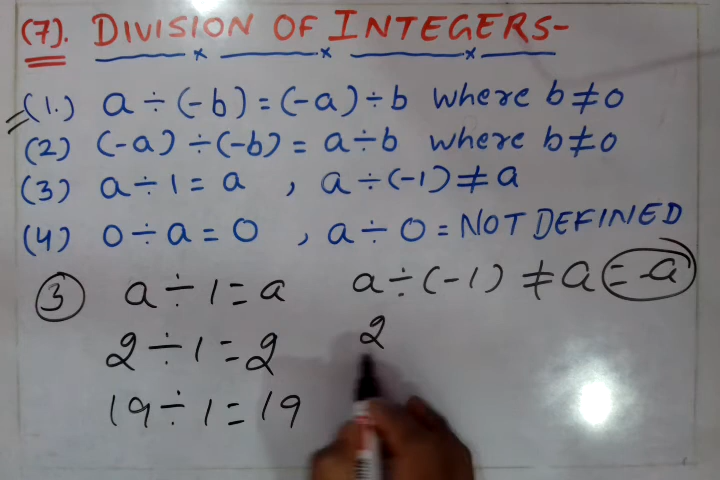 (7). DIVISION OF INTEGERS-
(1.) a ÷ (-b) = (-a) ÷ b where b ≠ 0
(2) (-a) ÷ (-b) = a ÷ b where b ≠ 0
(3) a ÷ 1 = a , a ÷ (-1) ≠ a
(4) 0 ÷ a = 0 , a ÷ 0 = NOT DEFINED
③ a ÷ 1 = a a ÷ (-1) ≠ a = -a
2 ÷ 1 = 2 2
19 ÷ 1 = 19